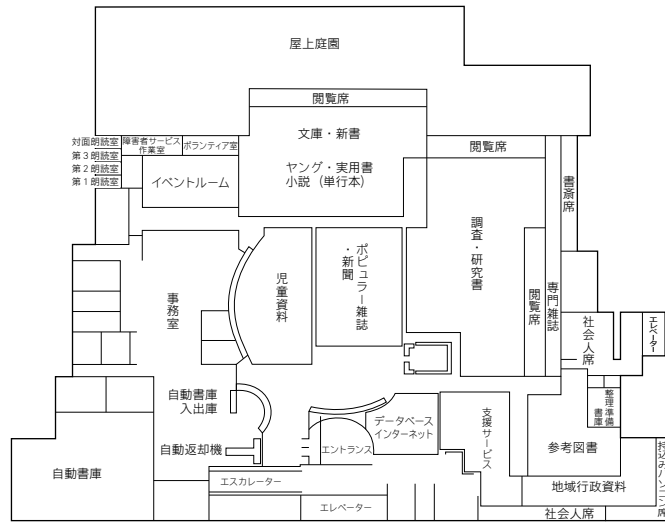 屋上庭園
閲覧席
文庫・新書
ヤング・実用書
小説（単行本）
対面朗読室
障害者サービス
作業室
ボランティア室
第３朗読室
第２朗読室
第１朗読室
イベントルーム
閲覧席
書斎席
調査・研究書
児童資料
ポピュラー雑誌
・新聞
事務室
閲覧席
専門雑誌
社会人席
エレベーター
自動書庫
入出庫
データベース
インターネット
支援サービス
整理準備
書庫
自動返却機
エントランス
参考図書
自動書庫
エスカレーター
地域行政資料
持込みパソコン席
エレベーター
社会人席